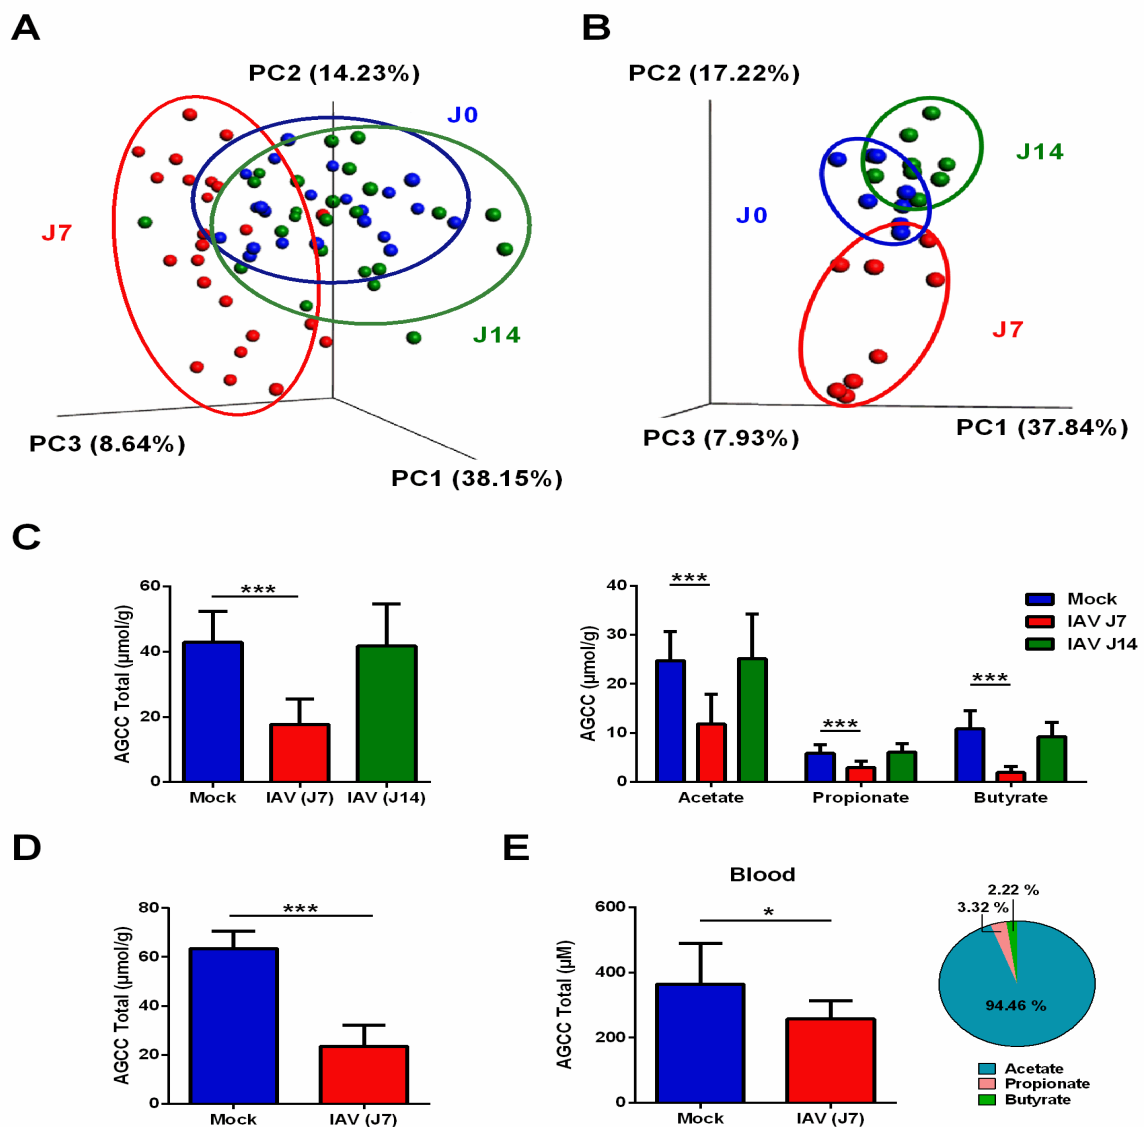 A
B
PC2 (14.23%)
J0
J7
J14
PC3 (8.64%)
PC1 (38.15%)
PC2 (17.22%)
J14
J0
J7
PC3 (7.93%)
PC1 (37.84%)
C
AGCC Total (µmol/g)
60
40
20
0
***
Mock
IAV (J7)
IAV (J14)
AGCC (µmol/g)
40
30
20
10
0
***
***
***
Acetate
Propionate
Butyrate
Mock
IAV J7
IAV J14
D
AGCC Total (µmol/g)
80
60
40
20
0
***
Mock
IAV (J7)
E
Blood
AGCC Total (µM)
600
400
200
0
*
Mock
IAV (J7)
2.22 %
3.32 %
94.46 %
Acetate
Propionate
Butyrate